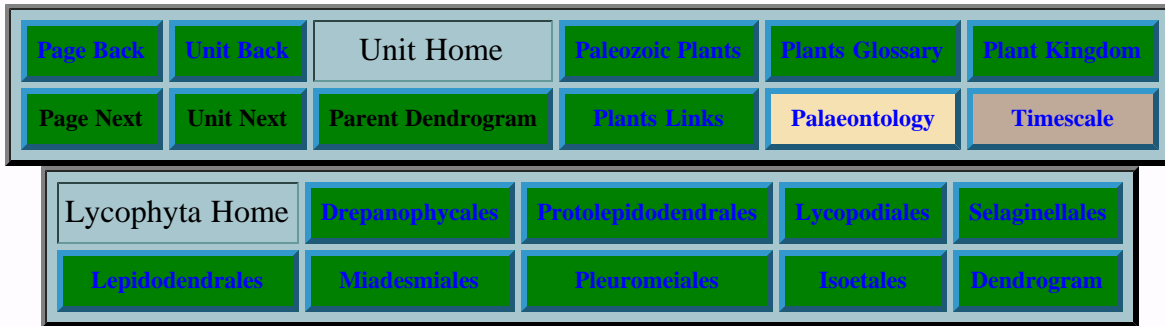 Page Back Unit Back Unit Home Paleozoic Plants Plants Glossary Plant Kingdom
Page Next Unit Next Parent Dendrogram Plants Links Palaeontology Timescale
Lycophyta Home Drepanophycales Protolepidodendrales Lycopodiales Selaginellales
Lepidodendrales Miadesmiales Pleuromeiales Isoetales Dendrogram